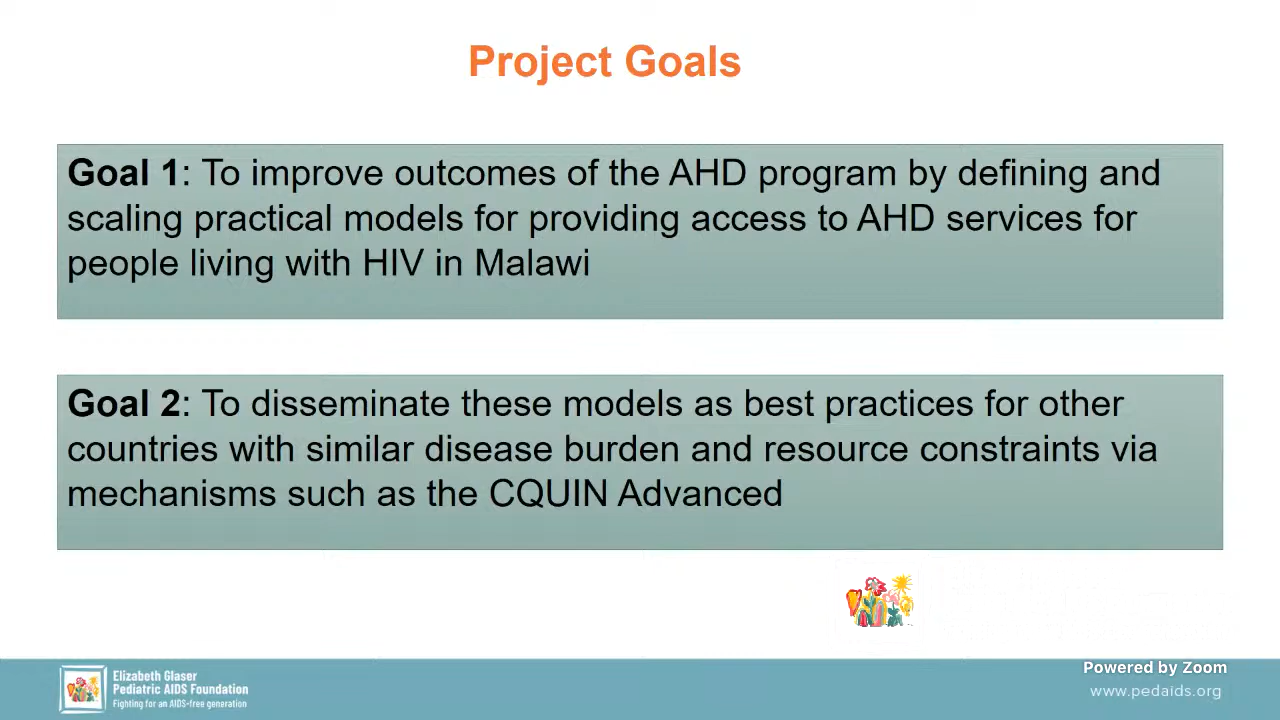 Project Goals
Goal 1: To improve outcomes of the AHD program by defining and
scaling practical models for providing access to AHD services for
people living with HIV in Malawi
Goal 2: To disseminate these models as best practices for other
countries with similar disease burden and resource constraints via
mechanisms such as the CQUIN Advanced
Elizabeth Glaser
Pediatric AIDS Foundation
Fighting for an AIDS-free generation
Powered by Zoom
www.pedaids.org